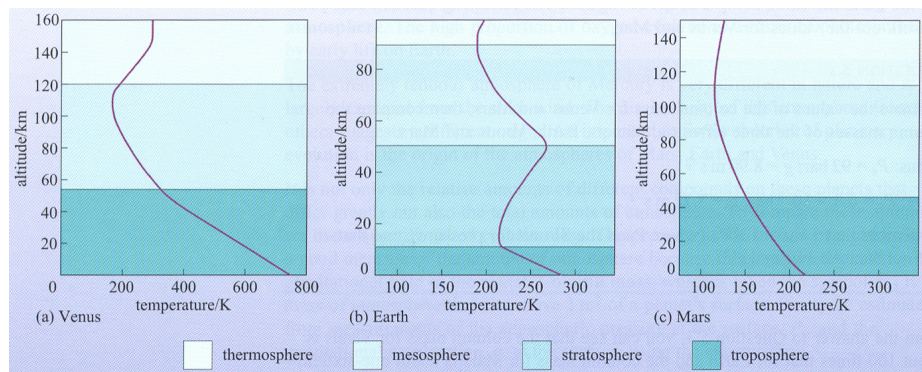 160
140
120
100
80
60
40
20
0
altitude/km
0
200
400
600
800
temperature/K
(a) Venus
80
60
40
20
0
altitude/km
100
150
200
250
300
temperature/K
(b) Earth
140
120
100
80
60
40
20
0
altitude/km
100
150
200
250
300
temperature/K
(c) Mars
thermosphere
mesosphere
stratosphere
troposphere